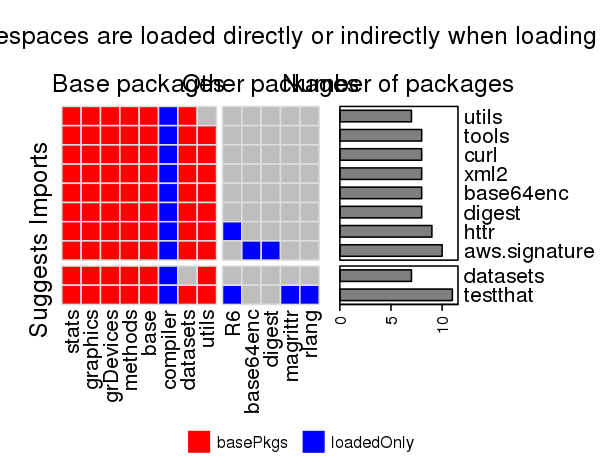 espaces are loaded directly or indirectly when loading
Base packages
Other packages
Number of packages
Imports
Suggests
utils
tools
curl
xml2
base64enc
digest
httr
aws.signature
datasets
testthat
0
5
10
stats
graphics
grDevices
methods
base
compiler
datasets
utils
R6
base64enc
digest
magrittr
rlang
basePkgs
loadedOnly